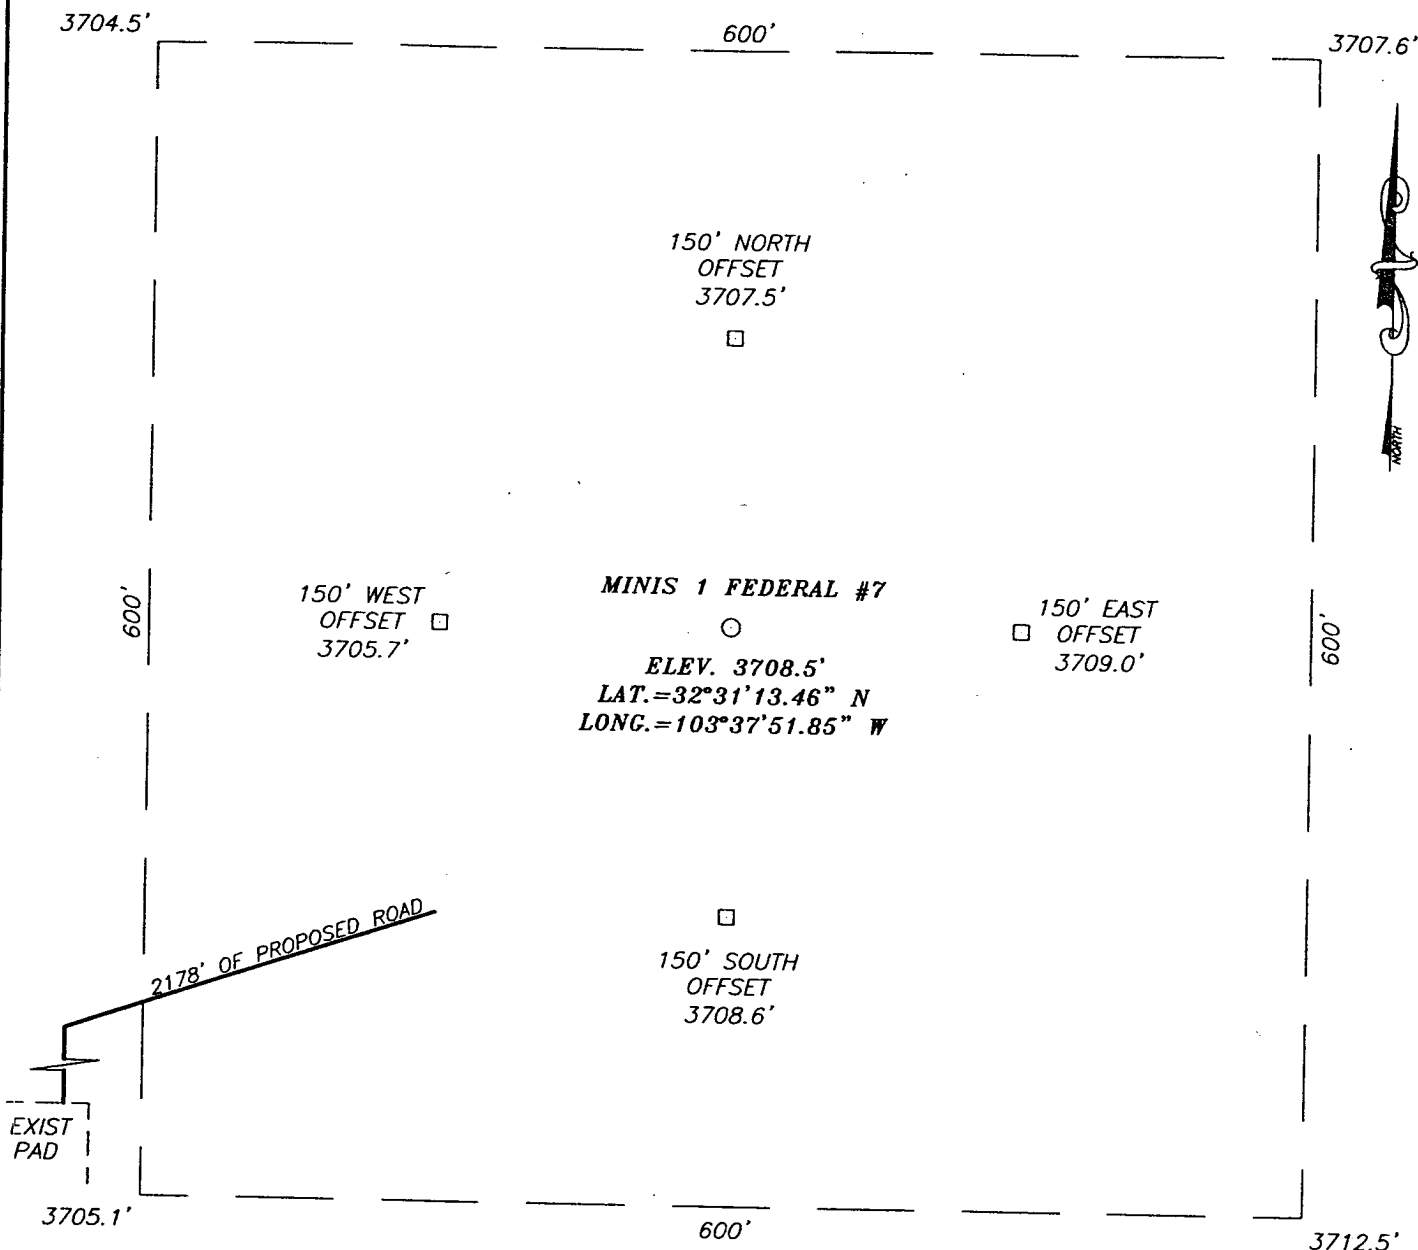 3704.5'
600'
3707.6'
150' NORTH
OFFSET
3707.5'
NORTH
600'
150' WEST
OFFSET
3705.7'
MINIS 1 FEDERAL #7
ELEV. 3708.5'
LAT.=32°31'13.46" N
LONG.=103°37'51.85" W
150' EAST
OFFSET
3709.0'
600'
2178' OF PROPOSED ROAD
150' SOUTH
OFFSET
3708.6'
EXIST
PAD
3705.1'
600'
3712.5'